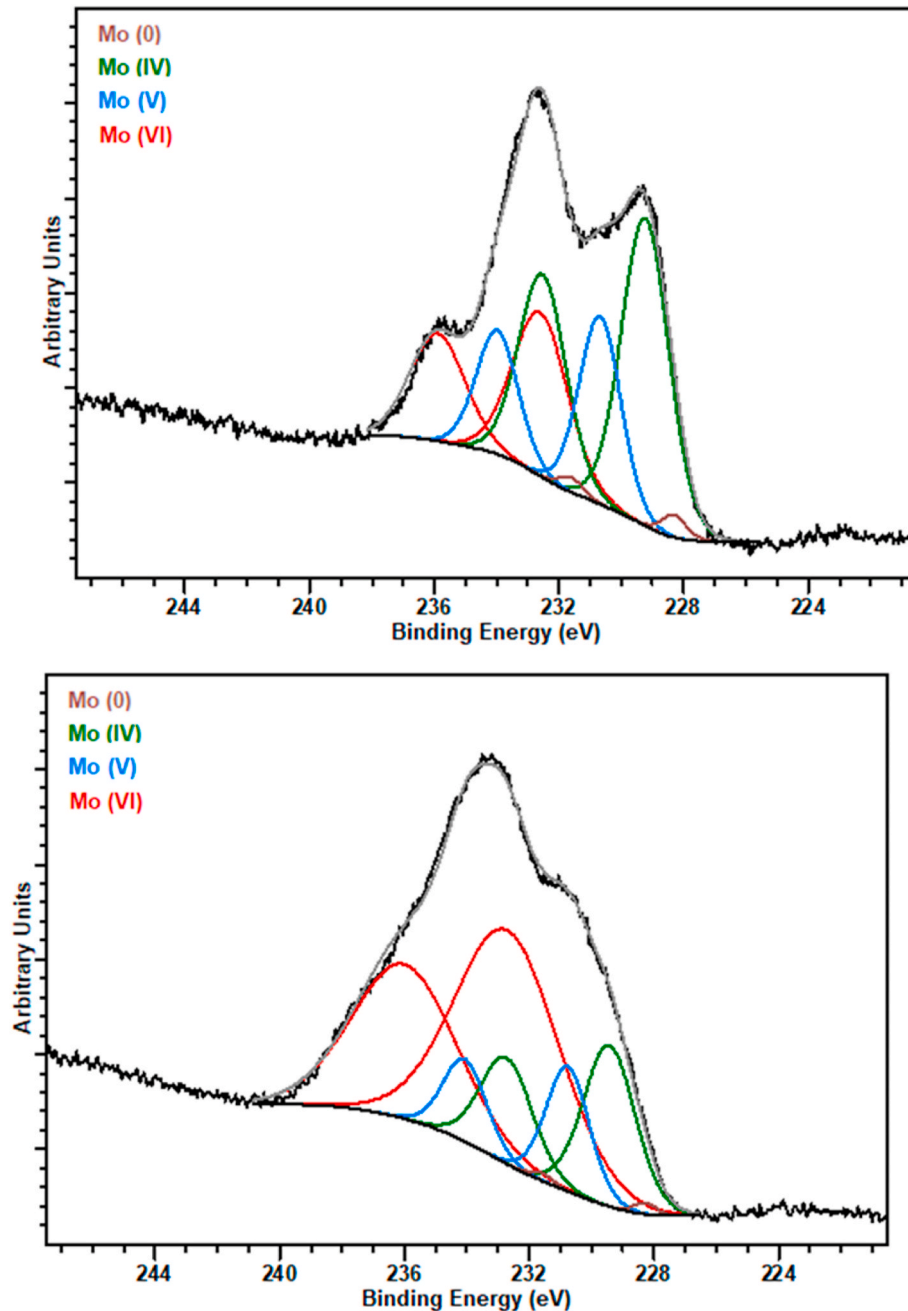 Mo (0)
Mo (IV)
Mo (V)
Mo (VI)
Arbitrary Units
244 240 236 232 228 224
Binding Energy (eV)
Mo (0)
Mo (IV)
Mo (V)
Mo (VI)
Arbitrary Units
244 240 236 232 228 224
Binding Energy (eV)